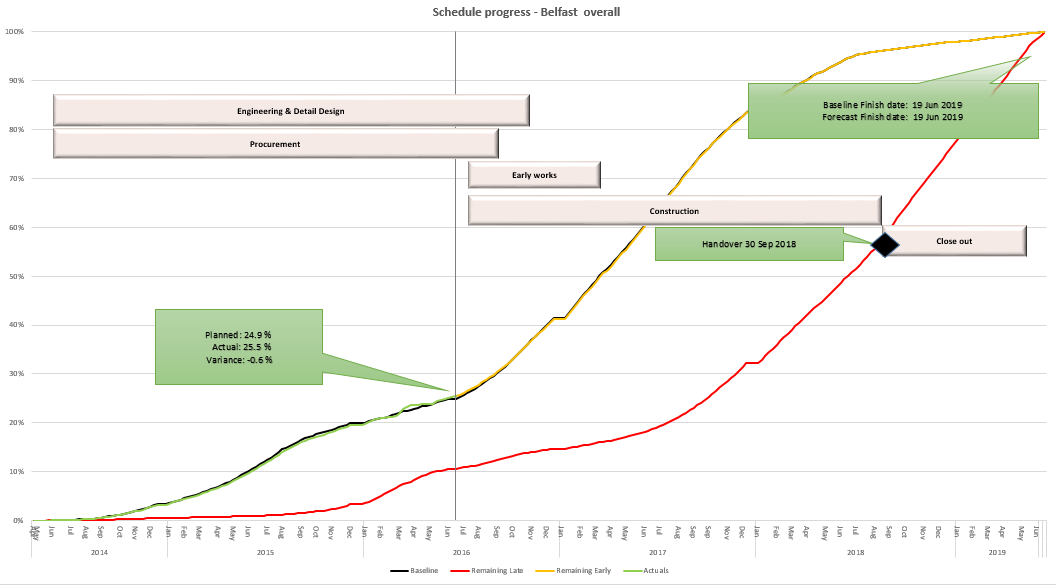 Schedule progress - Belfast overall
100%
90%
80%
70%
60%
50%
40%
30%
20%
10%
0%
Engineering & Detail Design
Procurement
Early works
Construction
Close out
Baseline Finish date: 19 Jun 2019
Forecast Finish date: 19 Jun 2019
Handover 30 Sep 2018
Planned: 24.9 %
Actual: 25.5 %
Variance: -0.6 %
May Jun Jul Aug Sep Oct Nov Dec Jan Feb Mar Apr May Jun Jul Aug Sep Oct Nov Dec Jan Feb Mar Apr May Jun Jul Aug Sep Oct Nov Dec Jan Feb Mar Apr May Jun Jul Aug Sep Oct Nov Dec Jan Feb Mar Apr May Jun Jul Aug Sep Oct Nov Dec Jan Feb Mar Apr May Jun
2014 2015 2016 2017 2018 2019
Baseline Remaining Late Remaining Early Actuals